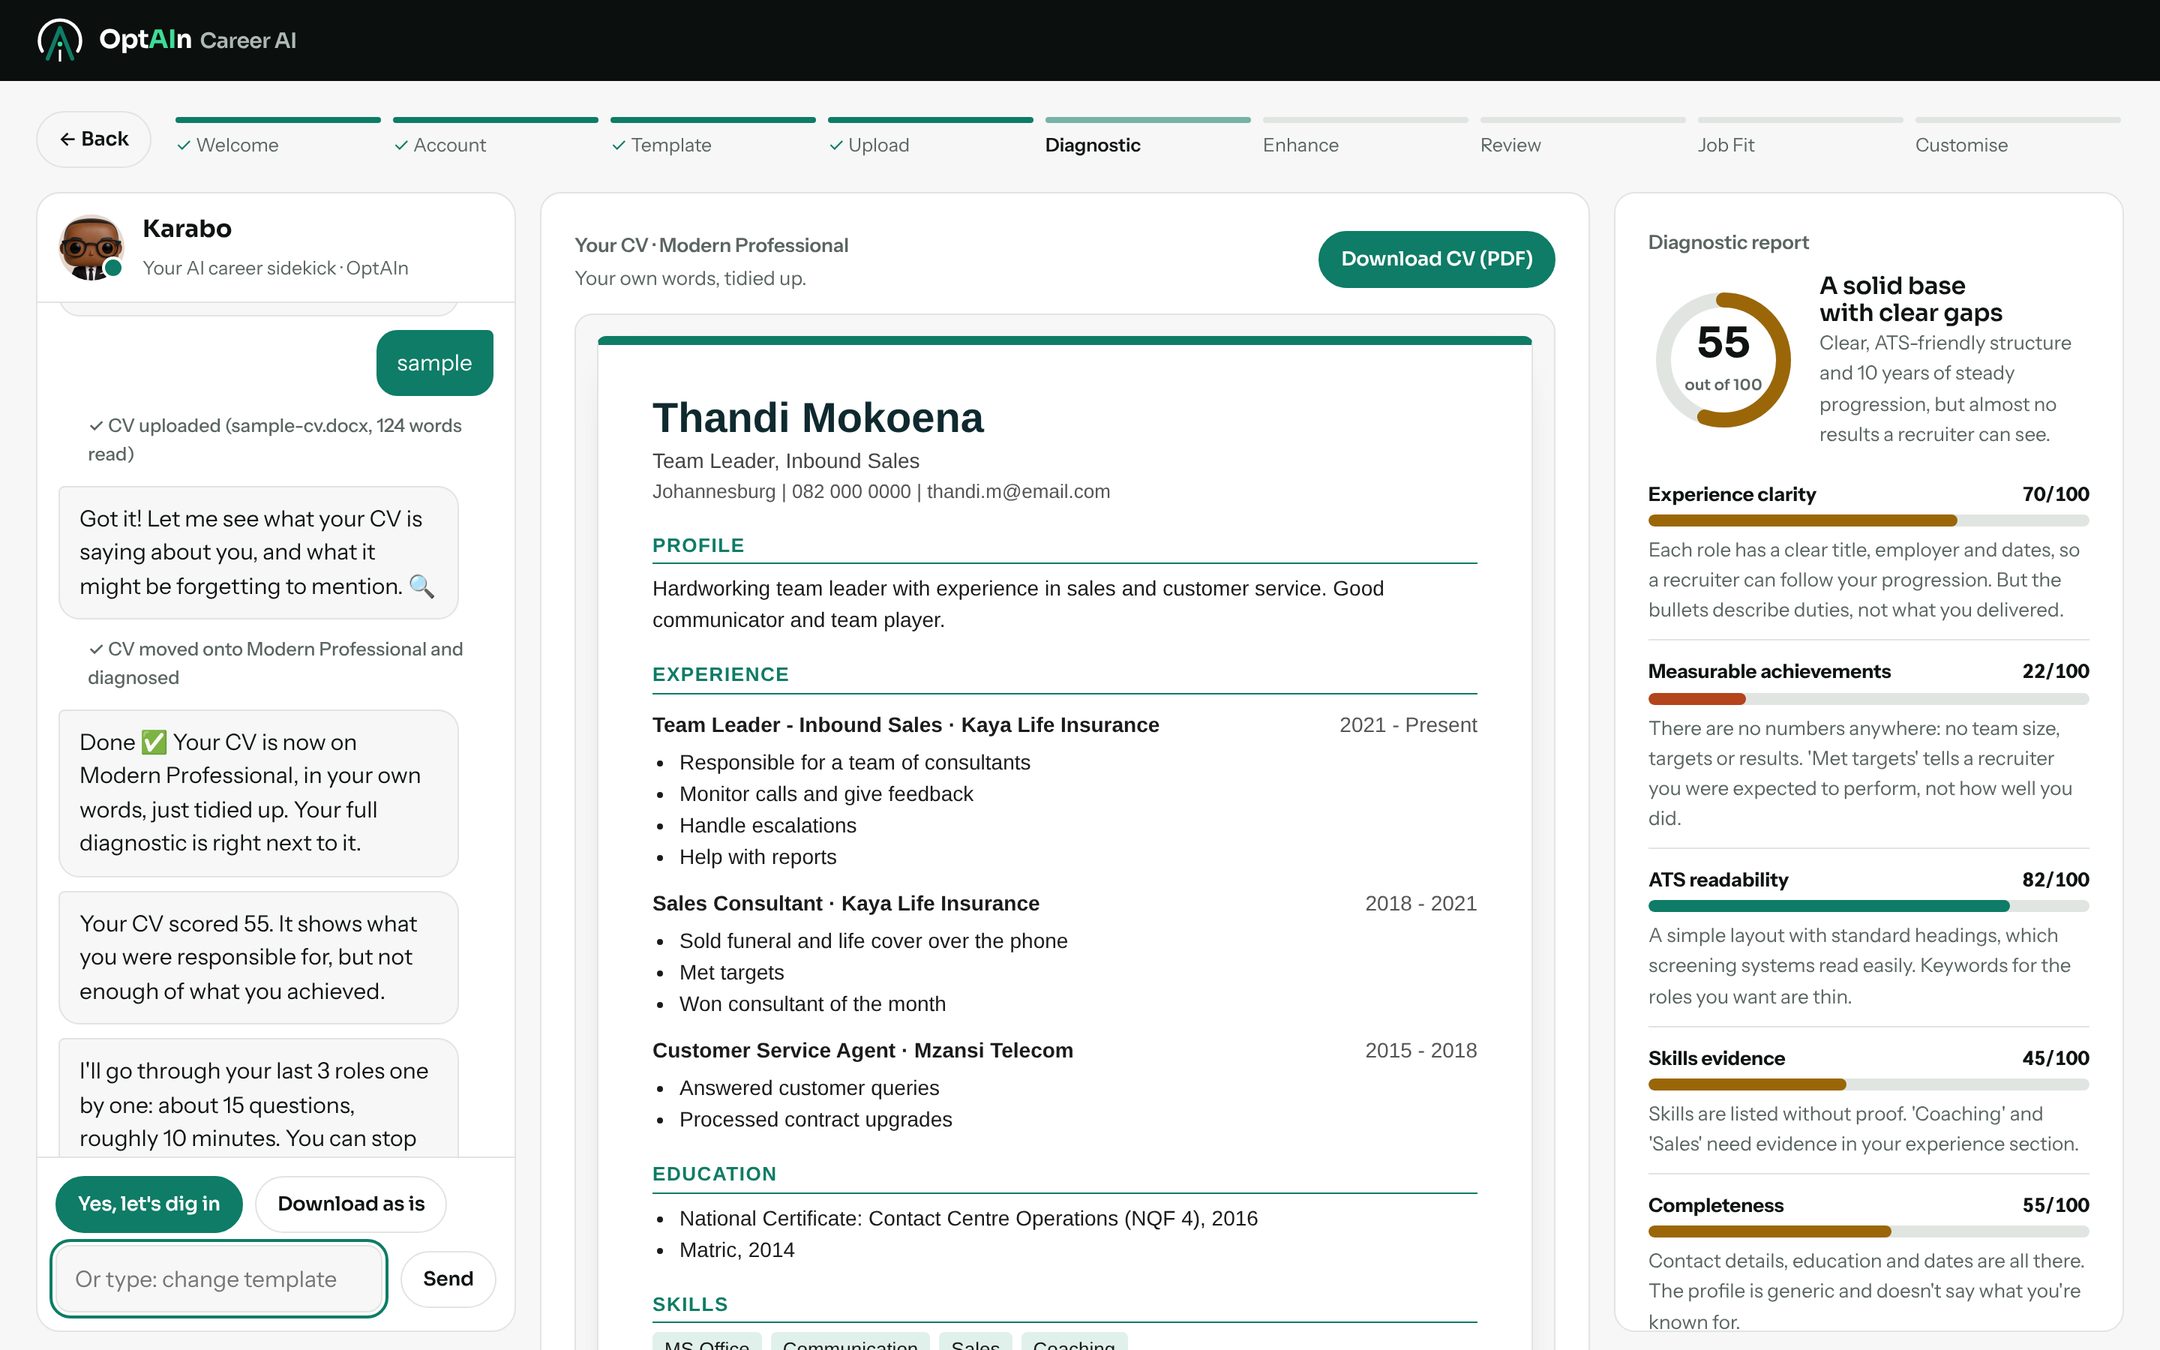 OptAIn Career AI
← Back
✓ Welcome
✓ Account
✓ Template
✓ Upload
Diagnostic
Enhance
Review
Job Fit
Customise
Karabo
Your AI career sidekick · OptAIn
sample
✓ CV uploaded (sample-cv.docx, 124 words
read)
Got it! Let me see what your CV is
saying about you, and what it
might be forgetting to mention. 🔍
✓ CV moved onto Modern Professional and
diagnosed
Done ✅ Your CV is now on
Modern Professional, in your own
words, just tidied up. Your full
diagnostic is right next to it.
Your CV scored 55. It shows what
you were responsible for, but not
enough of what you achieved.
I'll go through your last 3 roles one
by one: about 15 questions,
roughly 10 minutes. You can stop
Yes, let's dig in
Download as is
Or type: change template
Send
Your CV · Modern Professional
Your own words, tidied up.
Download CV (PDF)
Thandi Mokoena
Team Leader, Inbound Sales
Johannesburg | 082 000 0000 | thandi.m@email.com
PROFILE
Hardworking team leader with experience in sales and customer service. Good
communicator and team player.
EXPERIENCE
Team Leader - Inbound Sales · Kaya Life Insurance 2021 - Present
• Responsible for a team of consultants
• Monitor calls and give feedback
• Handle escalations
• Help with reports
Sales Consultant · Kaya Life Insurance 2018 - 2021
• Sold funeral and life cover over the phone
• Met targets
• Won consultant of the month
Customer Service Agent · Mzansi Telecom 2015 - 2018
• Answered customer queries
• Processed contract upgrades
EDUCATION
• National Certificate: Contact Centre Operations (NQF 4), 2016
• Matric, 2014
SKILLS
MS Office Communication Sales Coaching
Diagnostic report
55
out of 100
A solid base
with clear gaps
Clear, ATS-friendly structure
and 10 years of steady
progression, but almost no
results a recruiter can see.
Experience clarity 70/100
Each role has a clear title, employer and dates, so
a recruiter can follow your progression. But the
bullets describe duties, not what you delivered.
Measurable achievements 22/100
There are no numbers anywhere: no team size,
targets or results. 'Met targets' tells a recruiter
you were expected to perform, not how well you
did.
ATS readability 82/100
A simple layout with standard headings, which
screening systems read easily. Keywords for the
roles you want are thin.
Skills evidence 45/100
Skills are listed without proof. 'Coaching' and
'Sales' need evidence in your experience section.
Completeness 55/100
Contact details, education and dates are all there.
The profile is generic and doesn't say what you're
known for.